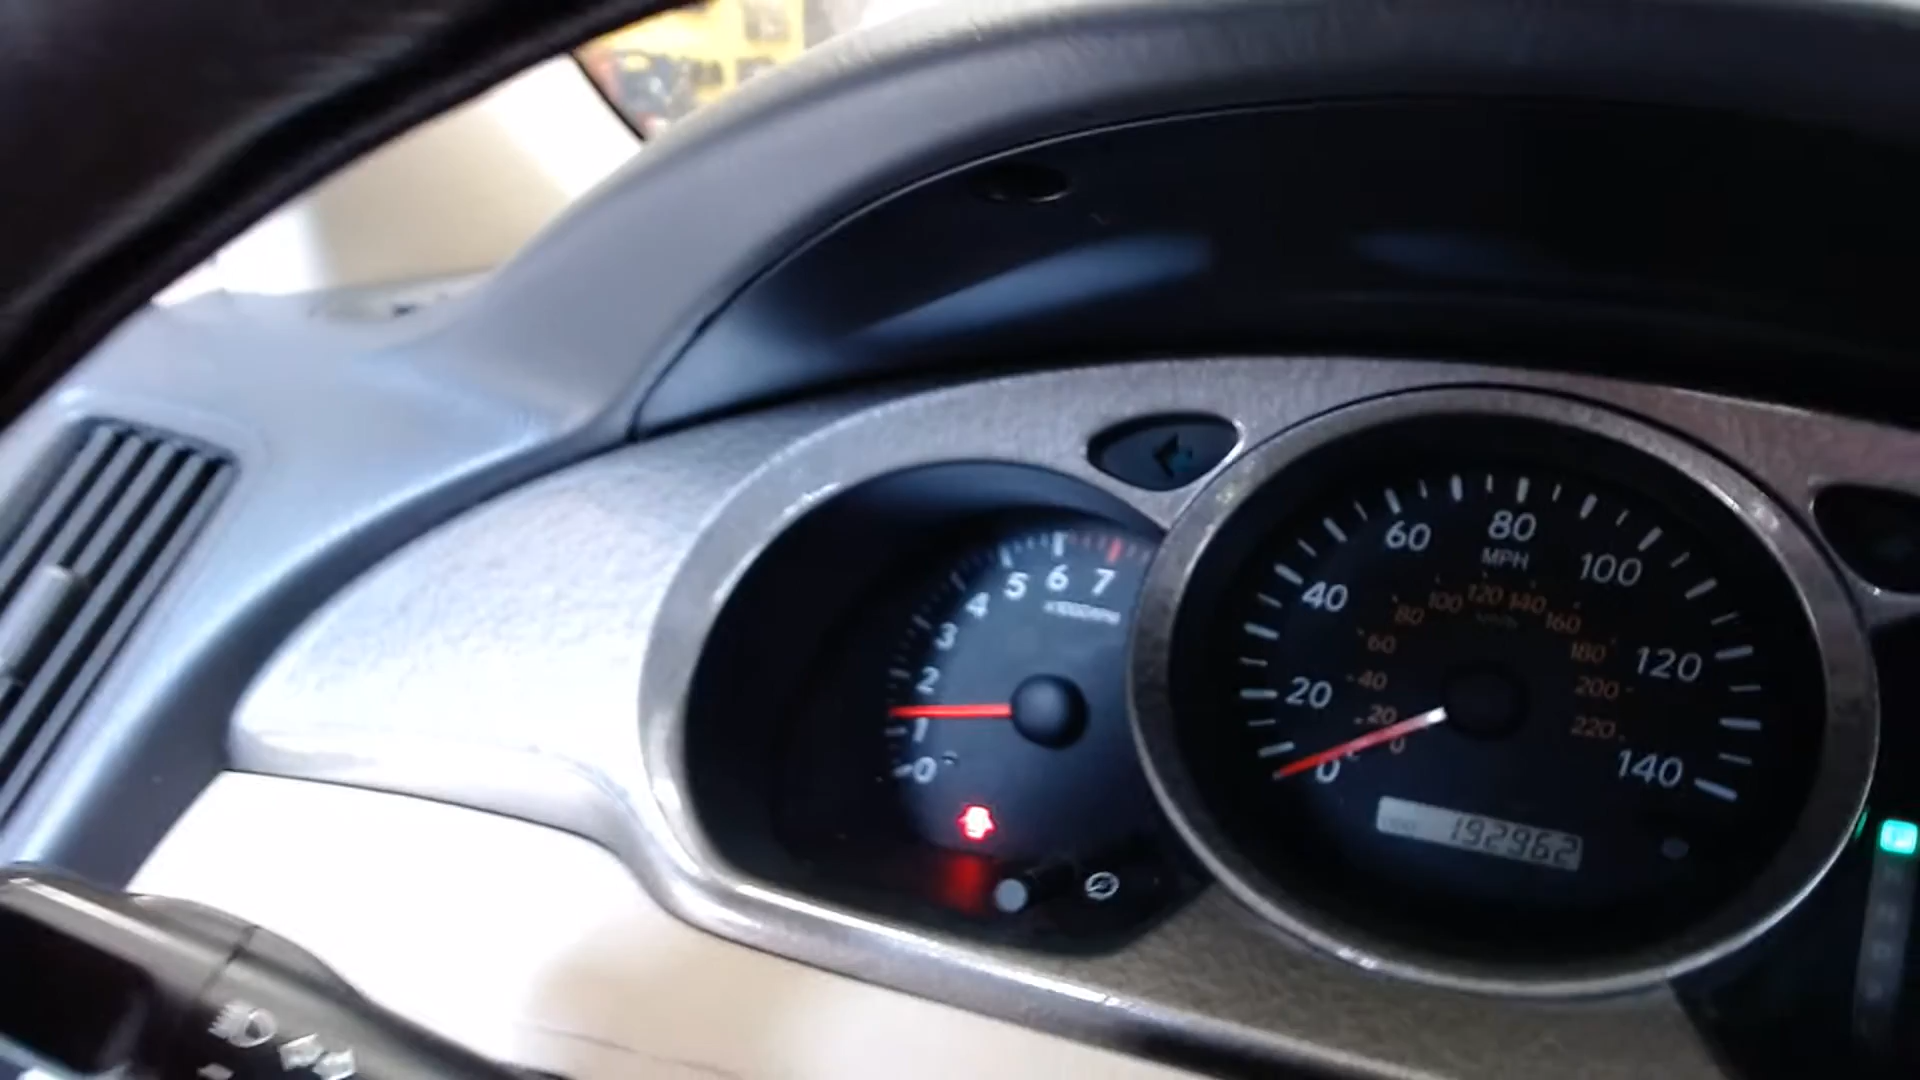 0 1 2 3 4 5 6 7
x1000rpm
0 20 40 60 80 100 120 140
MPH
0 20 40 60 80 100 120 140 160 180 200 220
192962